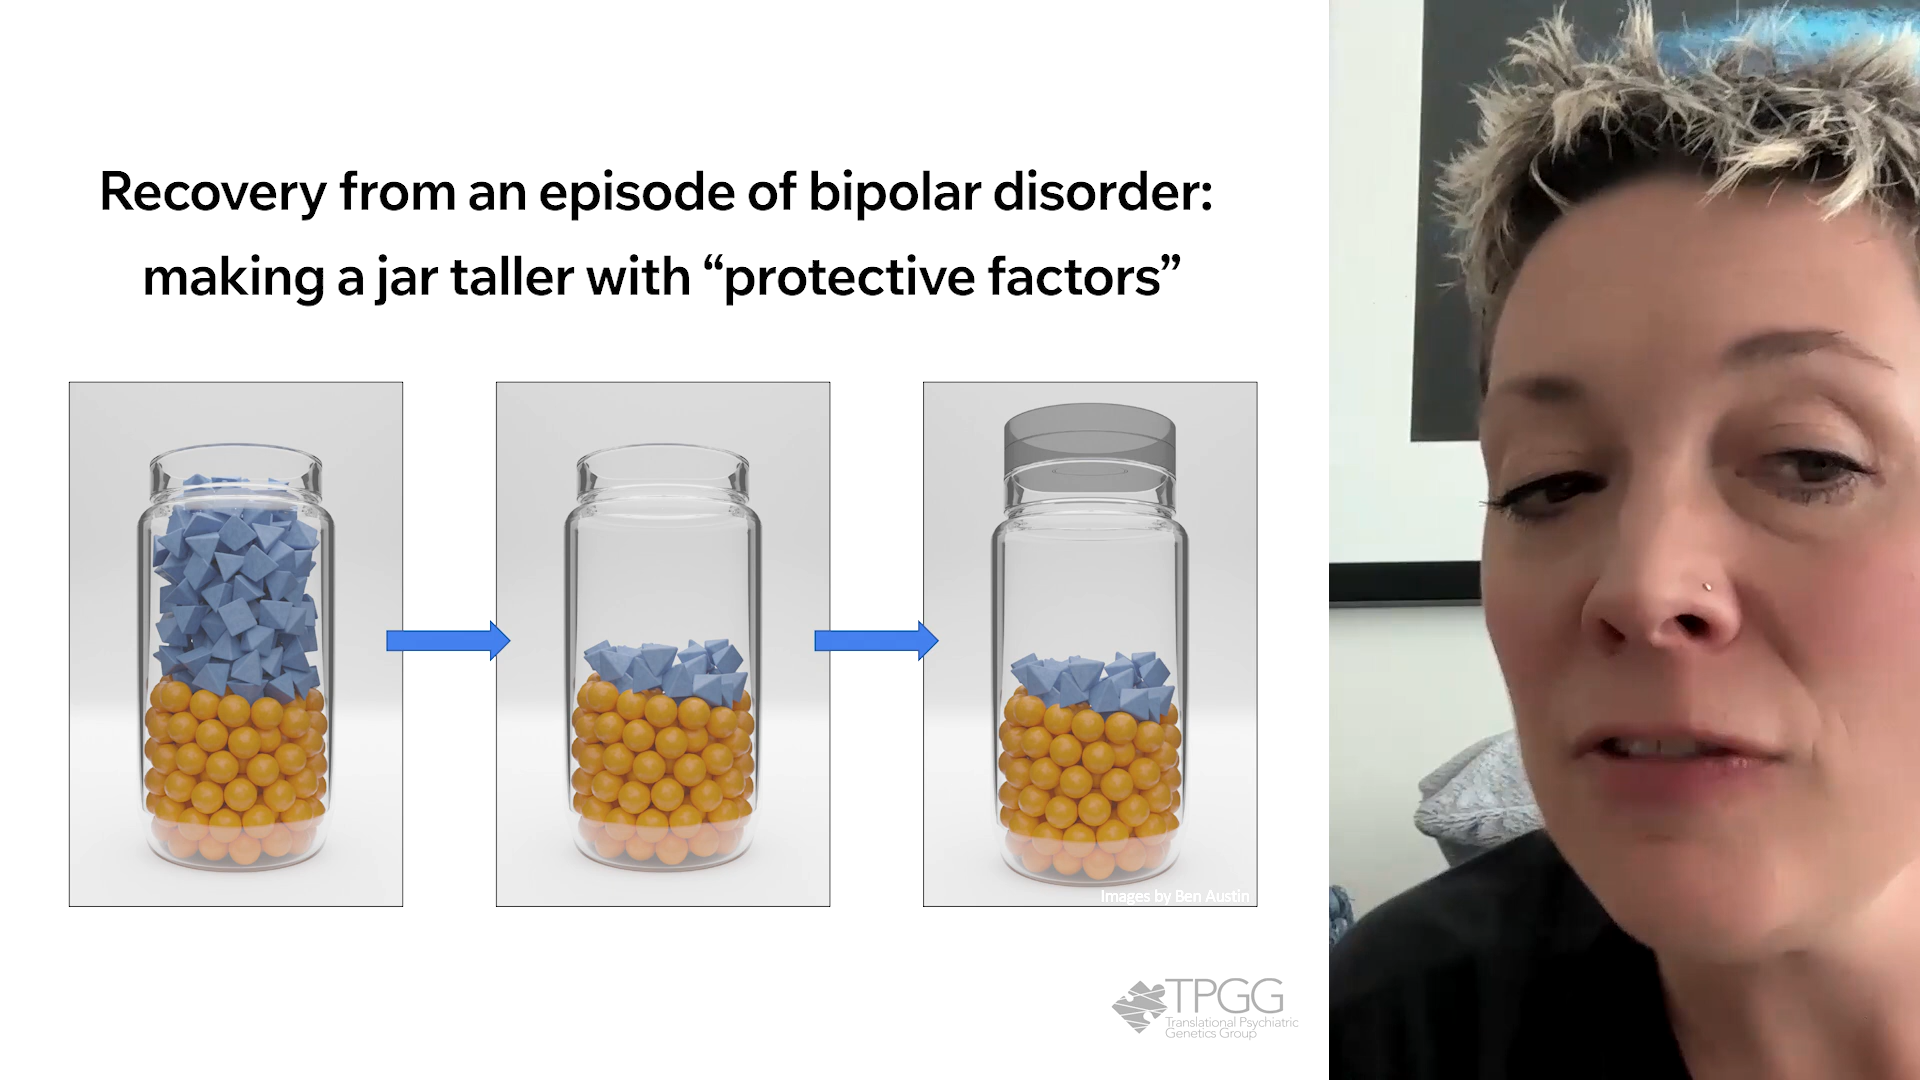 Recovery from an episode of bipolar disorder:
making a jar taller with “protective factors”
Images by Ben Austin
TPGG
Translational Psychiatric
Genetics Group